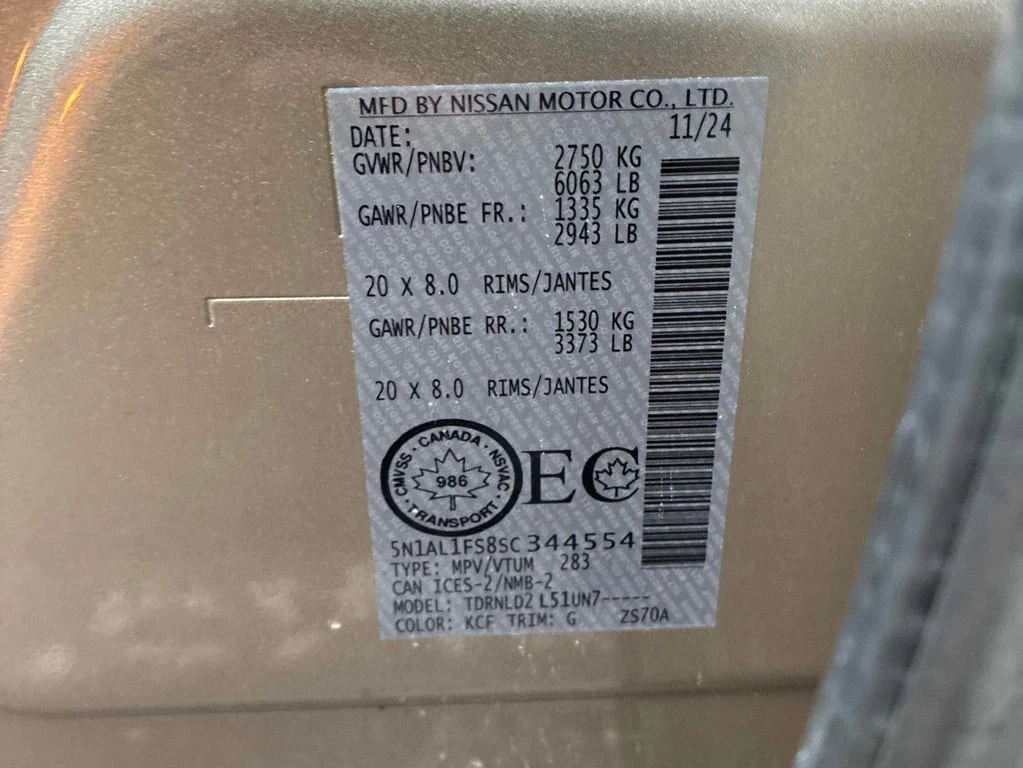 MFD BY NISSAN MOTOR CO., LTD.
DATE: 11/24
GVWR/PNBV: 2750 KG
6063 LB
GAWR/PNBE FR.: 1335 KG
2943 LB
20 X 8.0 RIMS/JANTES
GAWR/PNBE RR.: 1530 KG
3373 LB
20 X 8.0 RIMS/JANTES
CANADA · NSVAC · TRANSPORT · CMVSS ·
986
EC
5N1AL1FS8SC344554
TYPE: MPV/VTUM 283
CAN ICES-2/NMB-2
MODEL: TDRNLD2 L51UN7-----
COLOR: KCF TRIM: G ZS70A